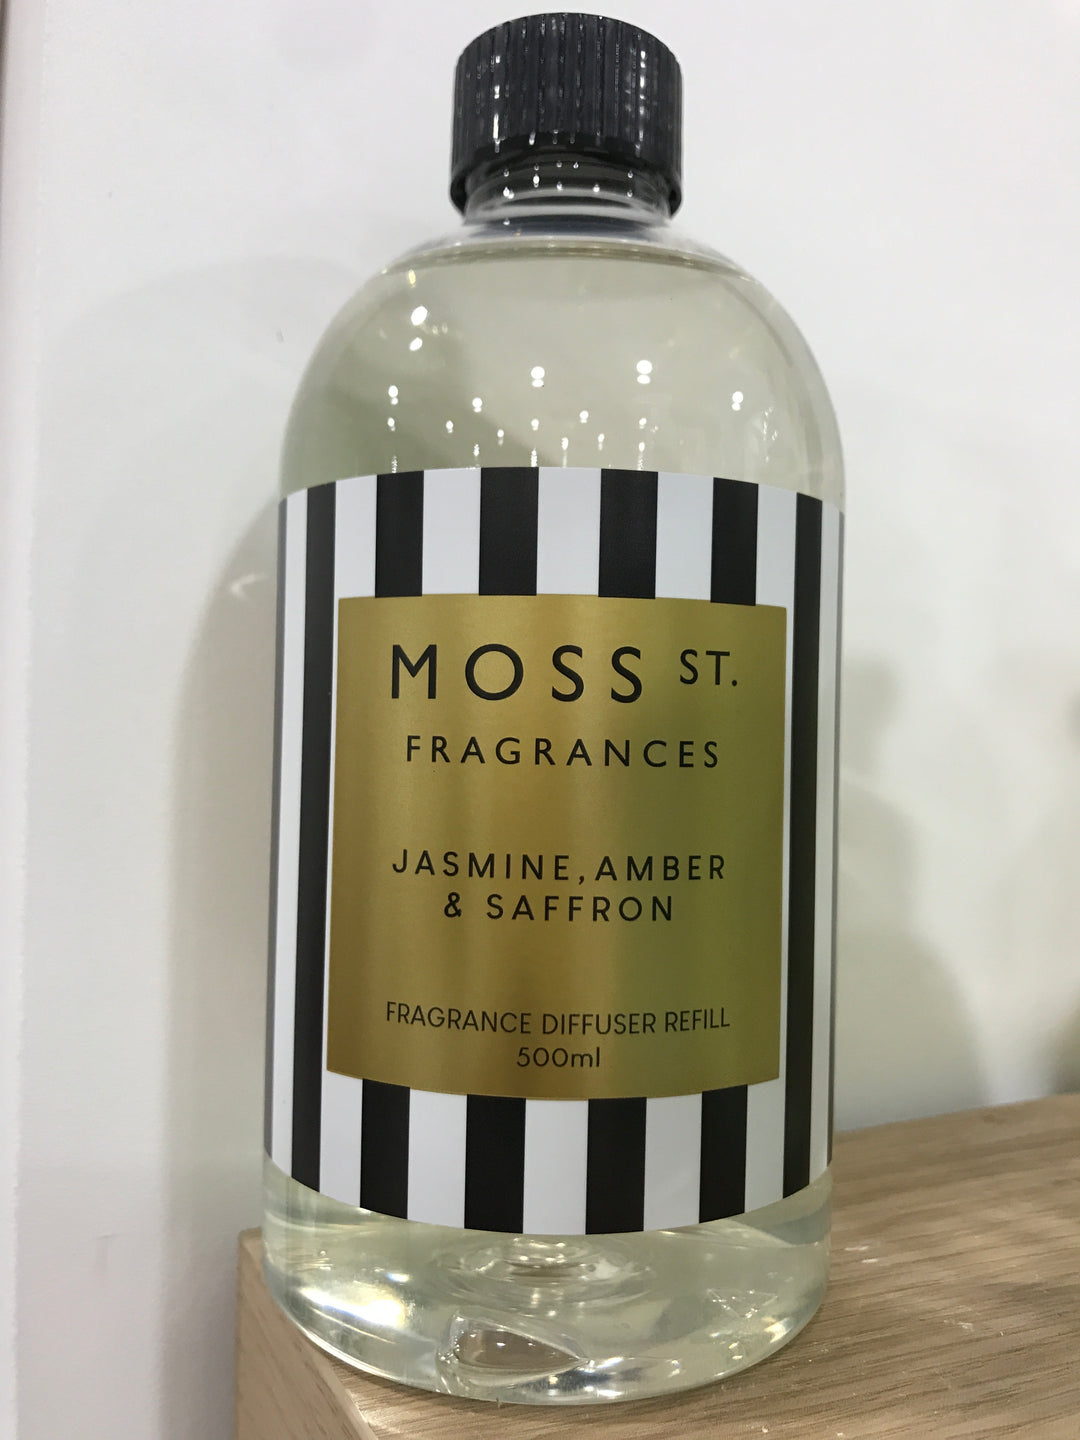 MOSS ST.
FRAGRANCES
JASMINE, AMBER
& SAFFRON
FRAGRANCE DIFFUSER REFILL
500ml